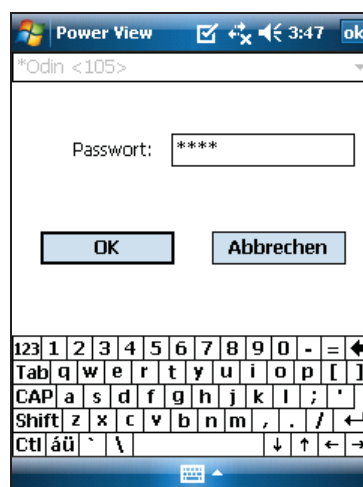 Power View 3:47 ok
*Odin <105>
Passwort: ****
OK Abbrechen
123 1 2 3 4 5 6 7 8 9 0 - = 
Tab q w e r t y u i o p [ ]
CAP a s d f g h j k l ; '
Shift z x c v b n m , . /
Ctl áü ` \ ↓ ↑ ← →